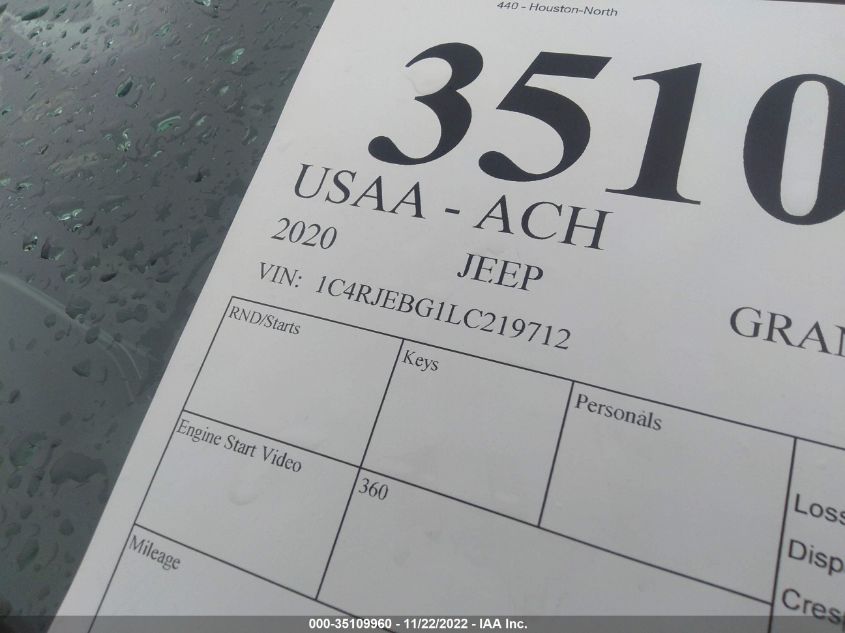 440 - Houston-North
3510
USAA - ACH
2020 JEEP
VIN: 1C4RJEBG1LC219712
GRAN
RND/Starts
Keys
Personals
Engine Start Video
360
Loss
Disp
Mileage
Cres
000-35109960 - 11/22/2022 - IAA Inc.